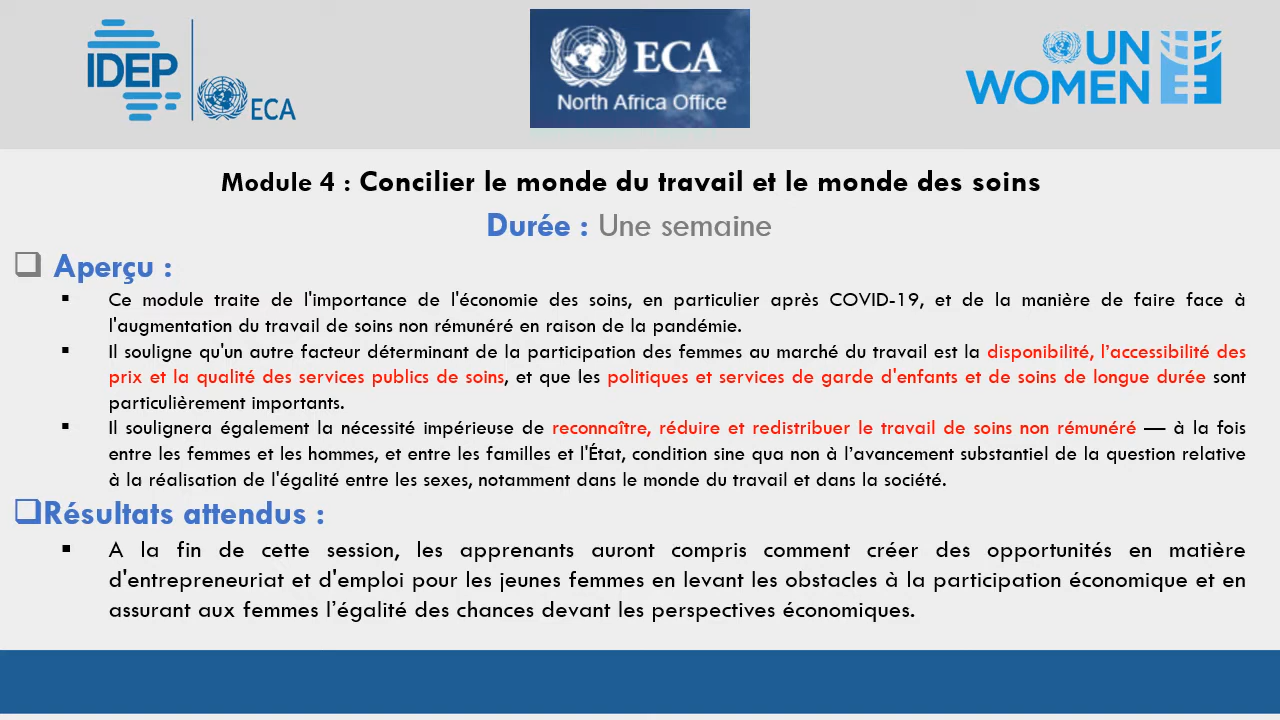 IDEP
ECA
ECA
North Africa Office
UN
WOMEN
Module 4 : Concilier le monde du travail et le monde des soins
Durée : Une semaine
Aperçu :
Ce module traite de l'importance de l'économie des soins, en particulier après COVID-19, et de la manière de faire face à
l'augmentation du travail de soins non rémunéré en raison de la pandémie.
Il souligne qu'un autre facteur déterminant de la participation des femmes au marché du travail est la disponibilité, l’accessibilité des
prix et la qualité des services publics de soins, et que les politiques et services de garde d'enfants et de soins de longue durée sont
particulièrement importants.
Il soulignera également la nécessité impérieuse de reconnaître, réduire et redistribuer le travail de soins non rémunéré — à la fois
entre les femmes et les hommes, et entre les familles et l'État, condition sine qua non à l’avancement substantiel de la question relative
à la réalisation de l'égalité entre les sexes, notamment dans le monde du travail et dans la société.
Résultats attendus :
A la fin de cette session, les apprenants auront compris comment créer des opportunités en matière
d'entrepreneuriat et d'emploi pour les jeunes femmes en levant les obstacles à la participation économique et en
assurant aux femmes l’égalité des chances devant les perspectives économiques.